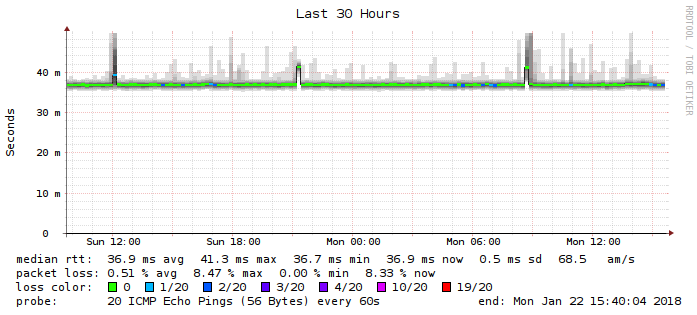 Last 30 Hours
RRDTOOL / TOBI OETIKER
Seconds
40 m
30 m
20 m
10 m
0
Sun 12:00 Sun 18:00 Mon 00:00 Mon 06:00 Mon 12:00
median rtt: 36.9 ms avg 41.3 ms max 36.7 ms min 36.9 ms now 0.5 ms sd 68.5 am/s
packet loss: 0.51 % avg 8.47 % max 0.00 % min 8.33 % now
loss color: 0 1/20 2/20 3/20 4/20 10/20 19/20
probe: 20 ICMP Echo Pings (56 Bytes) every 60s end: Mon Jan 22 15:40:04 2018